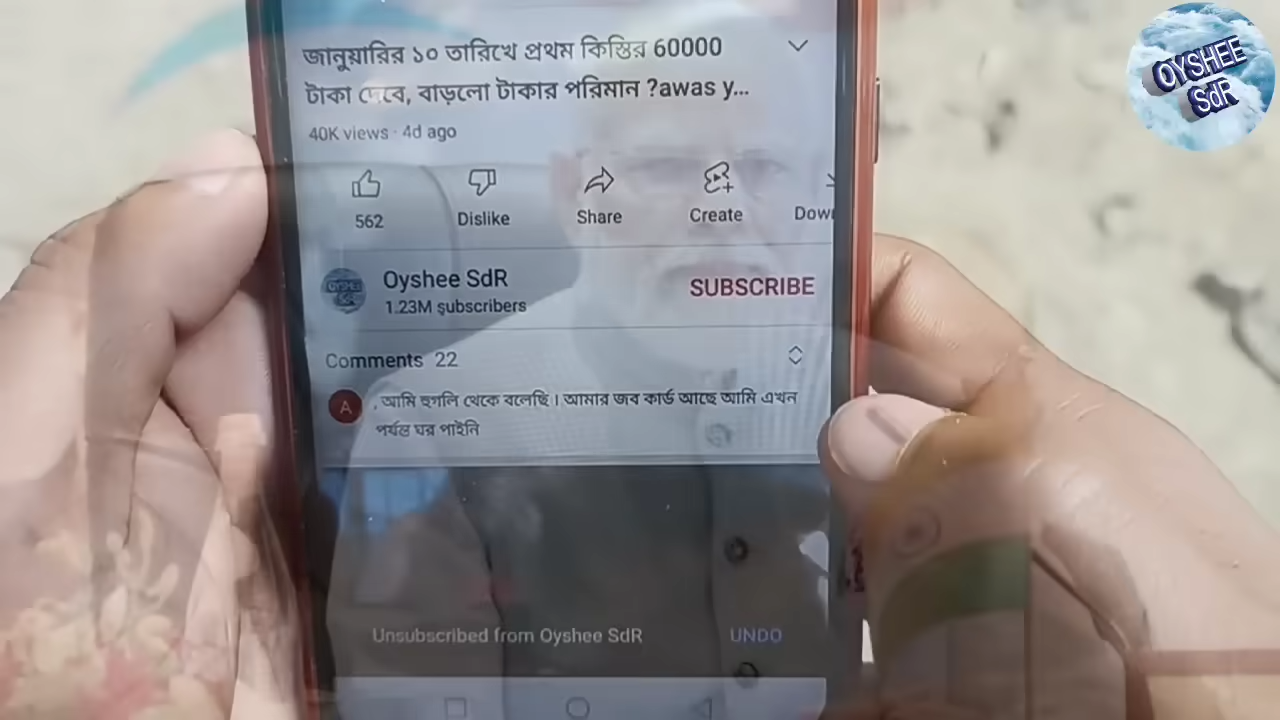 OYSHEE
SdR
জানুয়ারির ১০ তারিখে প্রথম কিস্তির 60000
টাকা দেবে, বাড়লো টাকার পরিমান ?awas y...
40K views · 4d ago
562
Dislike
Share
Create
Dow
Oyshee SdR
1.23M subscribers
SUBSCRIBE
Comments 22
A
, আমি হুগলি থেকে বলেছি । আমার জব কার্ড আছে আমি এখন
পর্যন্ত ঘর পাইনি
Unsubscribed from Oyshee SdR
UNDO